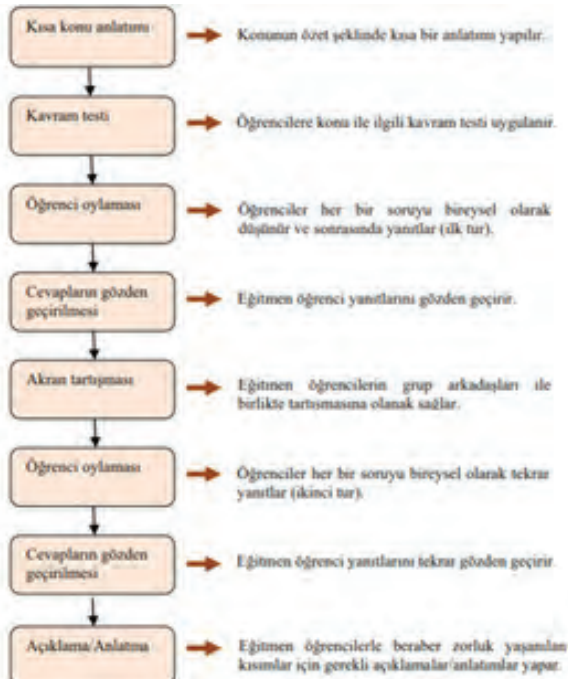 Kısa konu anlatımı
Konunun özet şeklinde kısa bir anlatımı yapılır.
Kavram testi
Öğrencilere konu ile ilgili kavram testi uygulanır.
Öğrenci oylaması
Öğrenciler her bir soruyu bireysel olarak
düşünür ve sonrasında yanıtlar (ilk tur).
Cevapların gözden
geçirilmesi
Eğitmen öğrenci yanıtlarını gözden geçirir.
Akran tartışması
Eğitmen öğrencilerin grup arkadaşları ile
birlikte tartışmasına olanak sağlar.
Öğrenci oylaması
Öğrenciler her bir soruyu bireysel olarak tekrar
yanıtlar (ikinci tur).
Cevapların gözden
geçirilmesi
Eğitmen öğrenci yanıtlarını tekrar gözden geçirir.
Açıklama/Anlatma
Eğitmen öğrencilerle beraber zorluk yaşanılan
kısımlar için gerekli açıklamalar/anlatımlar yapar.